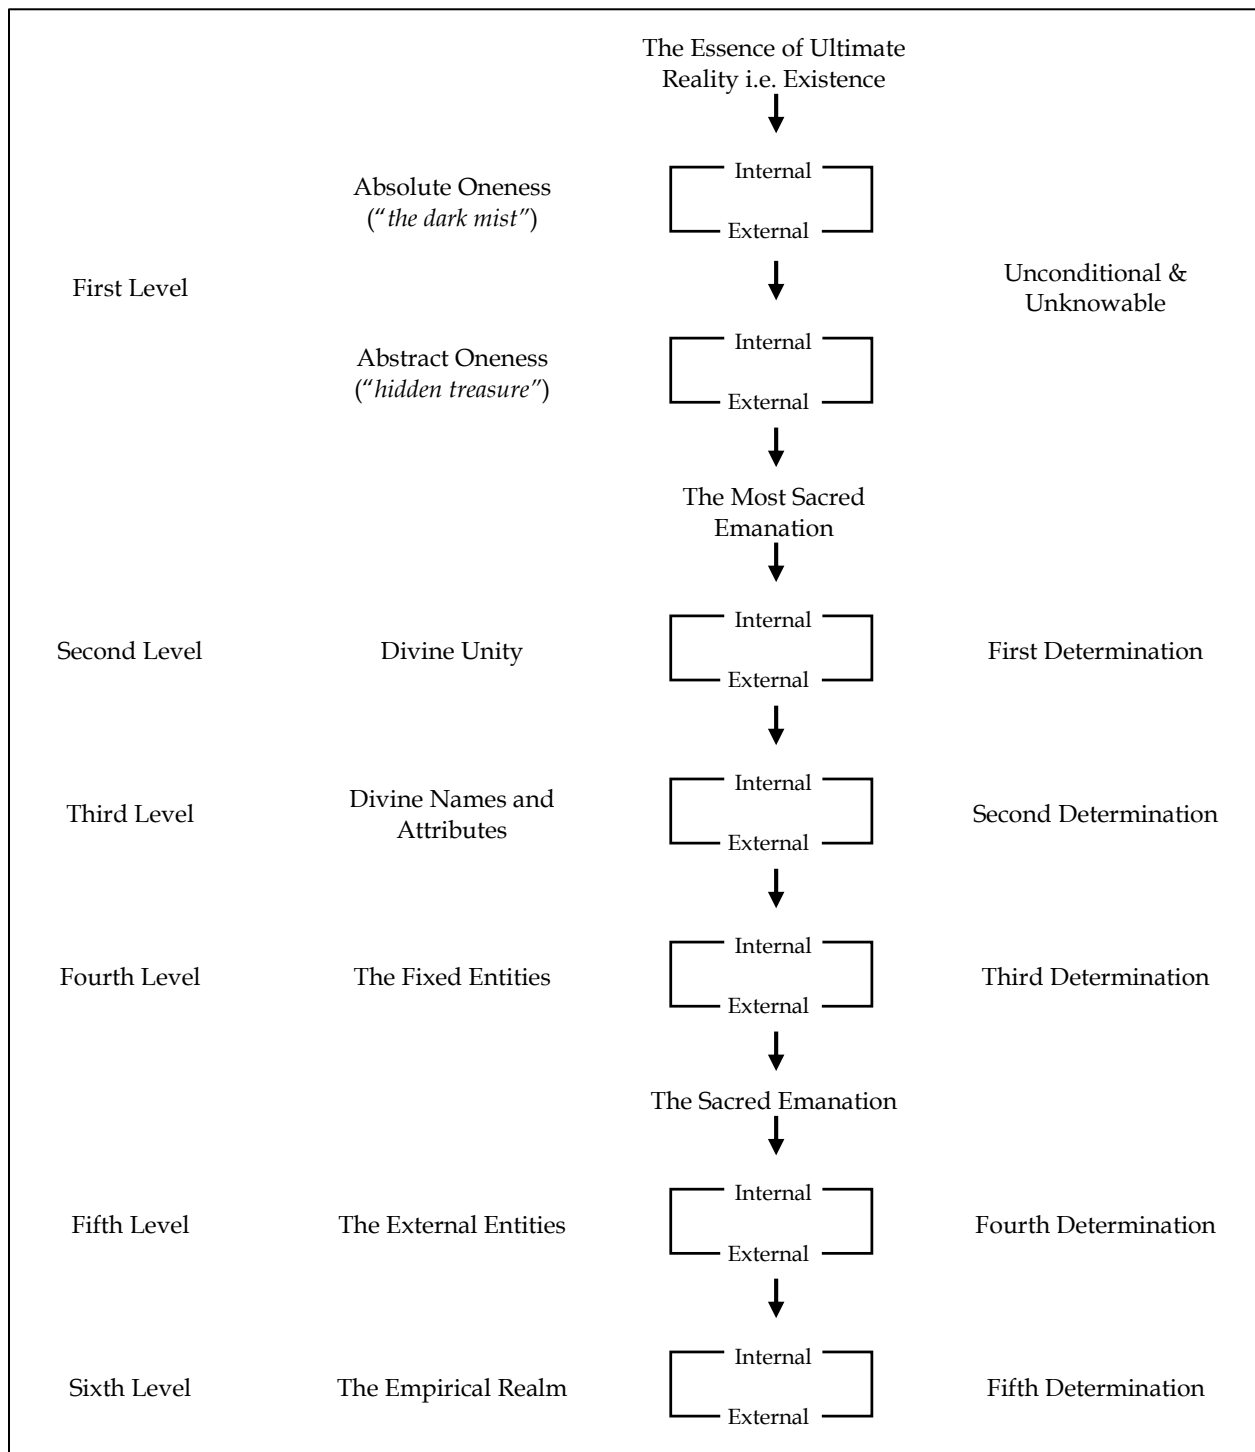 The Essence of Ultimate
Reality i.e. Existence
Internal
Absolute Oneness
(“the dark mist”)
External
First Level
Unconditional &
Unknowable
Internal
Abstract Oneness
(“hidden treasure”)
External
The Most Sacred
Emanation
Internal
Second Level
Divine Unity
First Determination
External
Internal
Third Level
Divine Names and
Attributes
Second Determination
External
Internal
Fourth Level
The Fixed Entities
Third Determination
External
The Sacred Emanation
Internal
Fifth Level
The External Entities
Fourth Determination
External
Internal
Sixth Level
The Empirical Realm
Fifth Determination
External